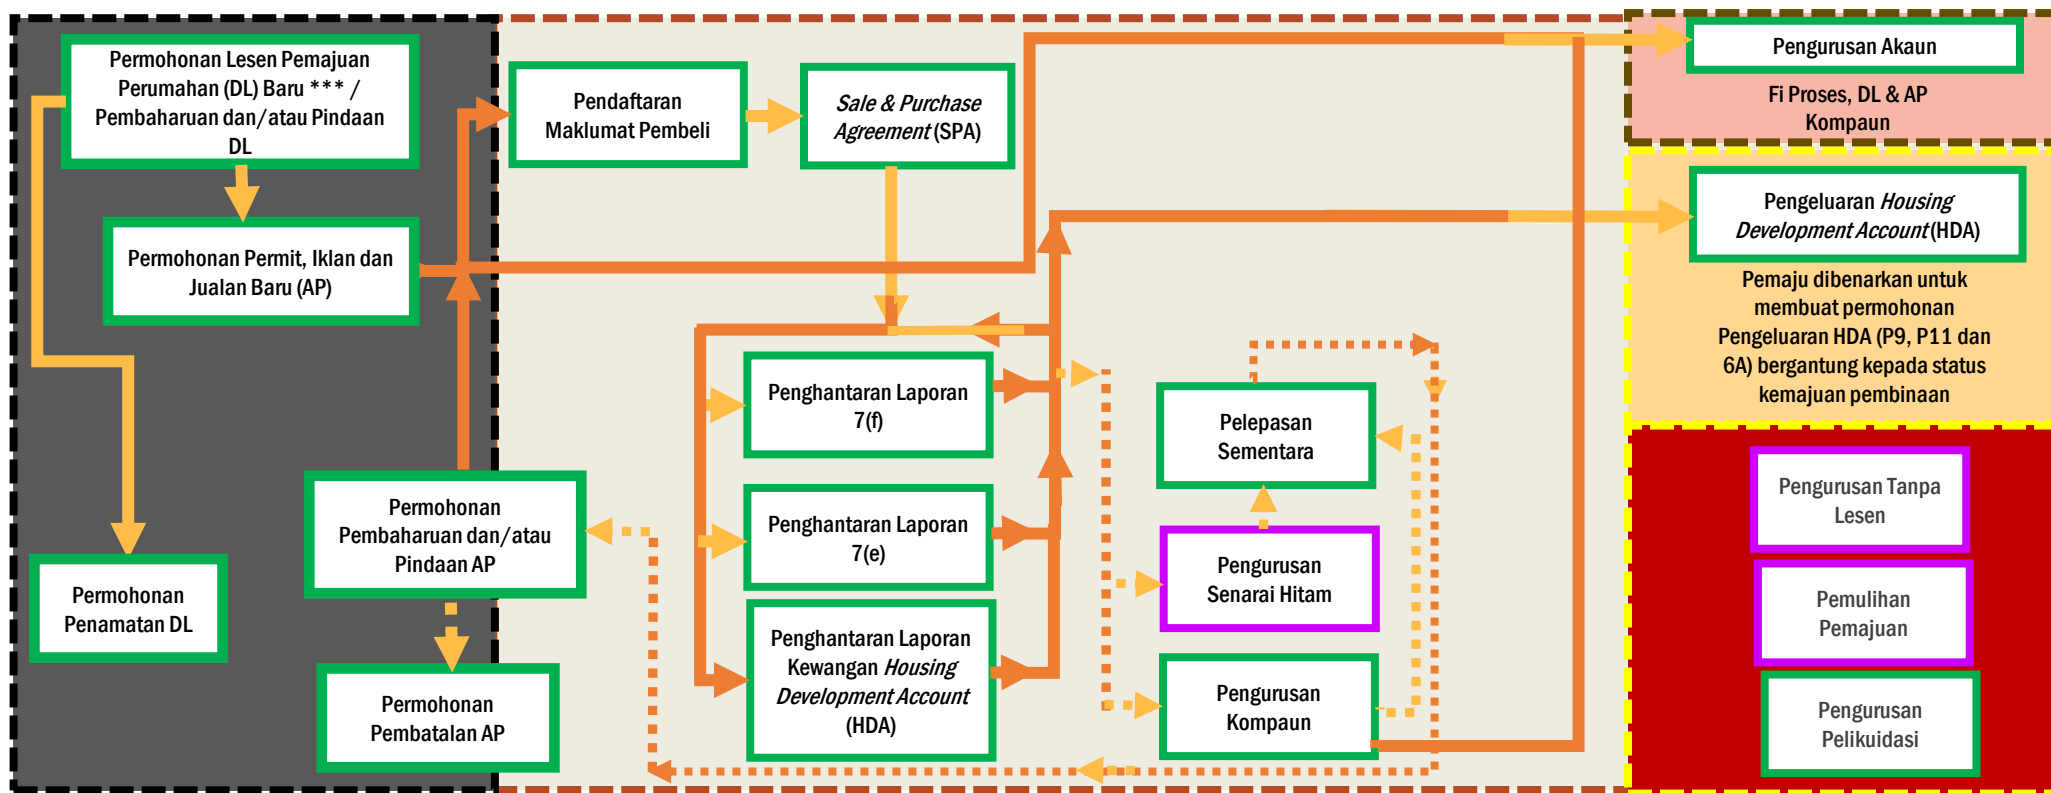 Permohonan Lesen Pemajuan
Perumahan (DL) Baru *** /
Pembaharuan dan/atau Pindaan
DL
Permohonan Permit, Iklan dan
Jualan Baru (AP)
Permohonan
Pembaharuan dan/atau
Pindaan AP
Permohonan
Penamatan DL
Permohonan
Pembatalan AP
Pendaftaran
Maklumat Pembeli
Sale & Purchase
Agreement (SPA)
Penghantaran Laporan
7(f)
Penghantaran Laporan
7(e)
Penghantaran Laporan
Kewangan Housing
Development Account
(HDA)
Pelepasan
Sementara
Pengurusan
Senarai Hitam
Pengurusan
Kompaun
Pengurusan Akaun
Fi Proses, DL & AP
Kompaun
Pengeluaran Housing
Development Account (HDA)
Pemaju dibenarkan untuk
membuat permohonan
Pengeluaran HDA (P9, P11 dan
6A) bergantung kepada status
kemajuan pembinaan
Pengurusan Tanpa
Lesen
Pemulihan
Pemajuan
Pengurusan
Pelikuidasi